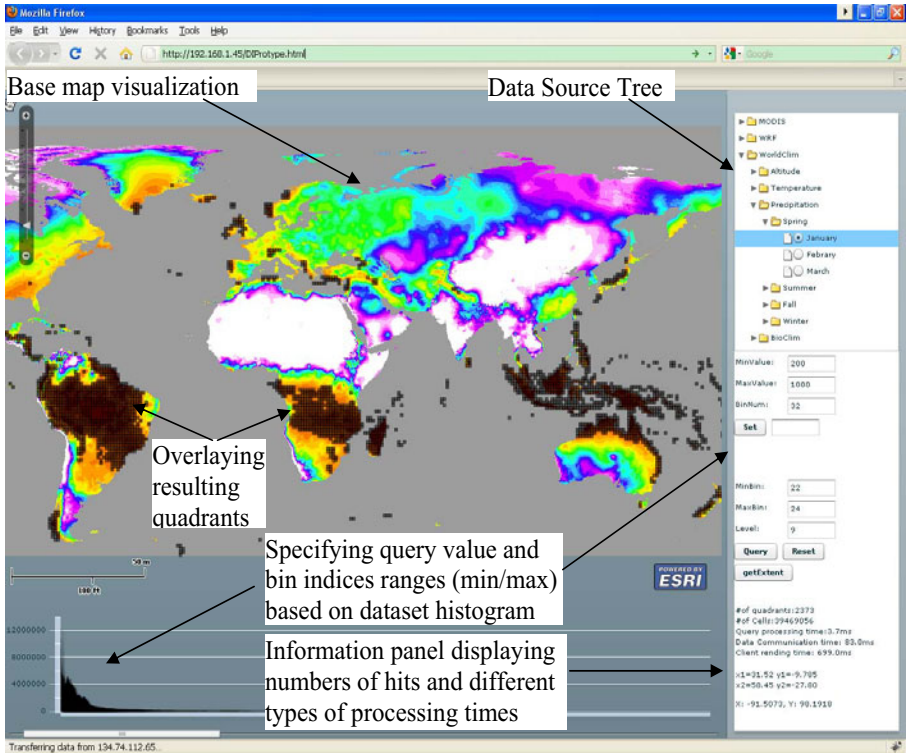 Mozilla Firefox
File Edit View History Bookmarks Tools Help
http://192.168.1.45/DIProtype.html
Google
Base map visualization
Data Source Tree
MODIS
WRF
WorldClim
Altitude
Temperature
Precipitation
Spring
January
Febrary
March
Summer
Fall
Winter
BioClim
MinValue: 200
MaxValue: 1000
BinNum: 32
Set
Overlaying
resulting
quadrants
MinBin: 22
MaxBin: 24
Level: 9
Query Reset
getExtent
Specifying query value and
bin indices ranges (min/max)
based on dataset histogram
POWERED BY
ESRI
50 m
100 ft
12000000
8000000
4000000
0
Information panel displaying
numbers of hits and different
types of processing times
#of quadrants:2373
#of Cells:39469056
Query processing time:3.7ms
Data Communication time: 83.0ms
Client rending time: 699.0ms
x1=31.52 y1=-9.785
x2=58.45 y2=-27.80
X: -91.5073, Y: 90.1918
Transferring data from 134.74.112.65...